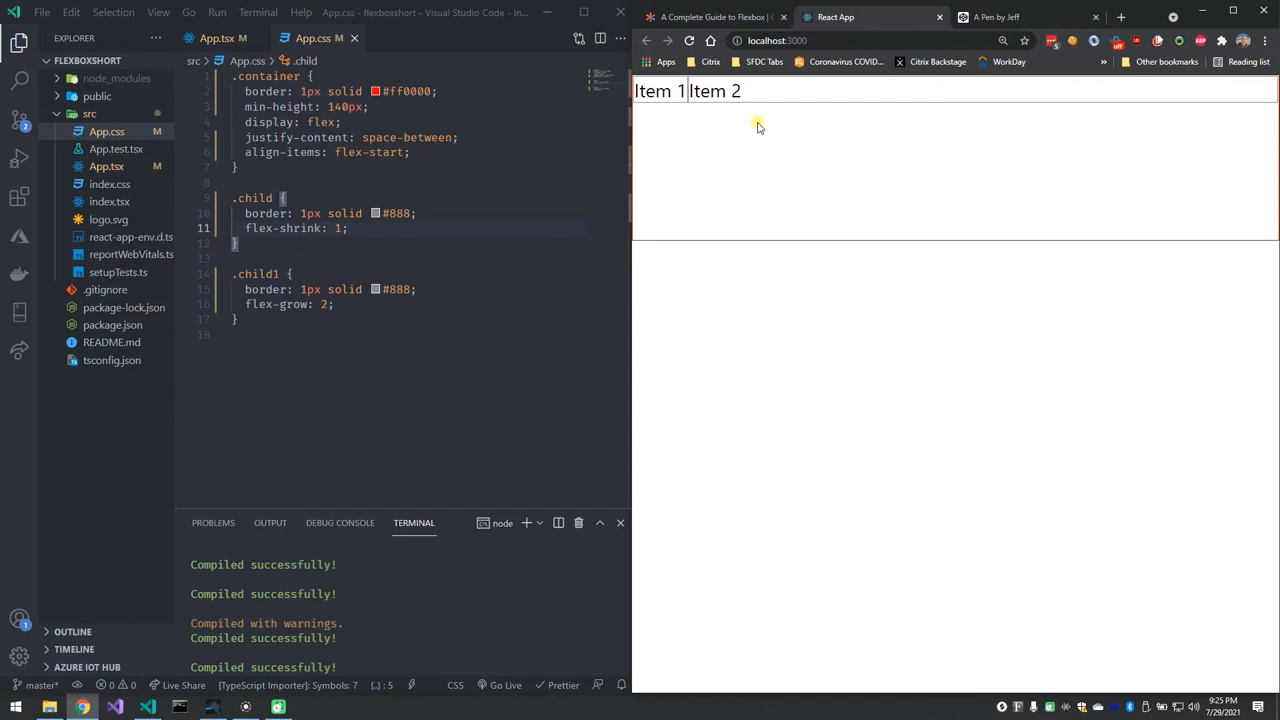 File Edit Selection View Go Run Terminal Help App.css - flexboxshort - Visual Studio Code - In...
EXPLORER
FLEXBOXSHORT
node_modules
public
src
App.css M
App.test.tsx
App.tsx M
index.css
index.tsx
logo.svg
react-app-env.d.ts
reportWebVitals.ts
setupTests.ts
.gitignore
package-lock.json
package.json
README.md
tsconfig.json
OUTLINE
TIMELINE
AZURE IOT HUB
App.tsx M App.css M
src > App.css > .child
1 .container {
2 border: 1px solid #ff0000;
3 min-height: 140px;
4 display: flex;
5 justify-content: space-between;
6 align-items: flex-start;
7 }
8
9 .child {
10 border: 1px solid #888;
11 flex-shrink: 1;
12 }
13
14 .child1 {
15 border: 1px solid #888;
16 flex-grow: 2;
17 }
18
PROBLEMS OUTPUT DEBUG CONSOLE TERMINAL node
Compiled successfully!
Compiled successfully!
Compiled with warnings.
Compiled successfully!
Compiled successfully!
master* 0 0 Live Share [TypeScript Importer]: Symbols: 7 {..} : 5 CSS Go Live Prettier
A Complete Guide to Flexbox | C React App A Pen by Jeff
localhost:3000
Apps Citrix SFDC Tabs Coronavirus COVID... Citrix Backstage WorkDay » Other bookmarks Reading list
Item 1 Item 2
9:25 PM
7/29/2021